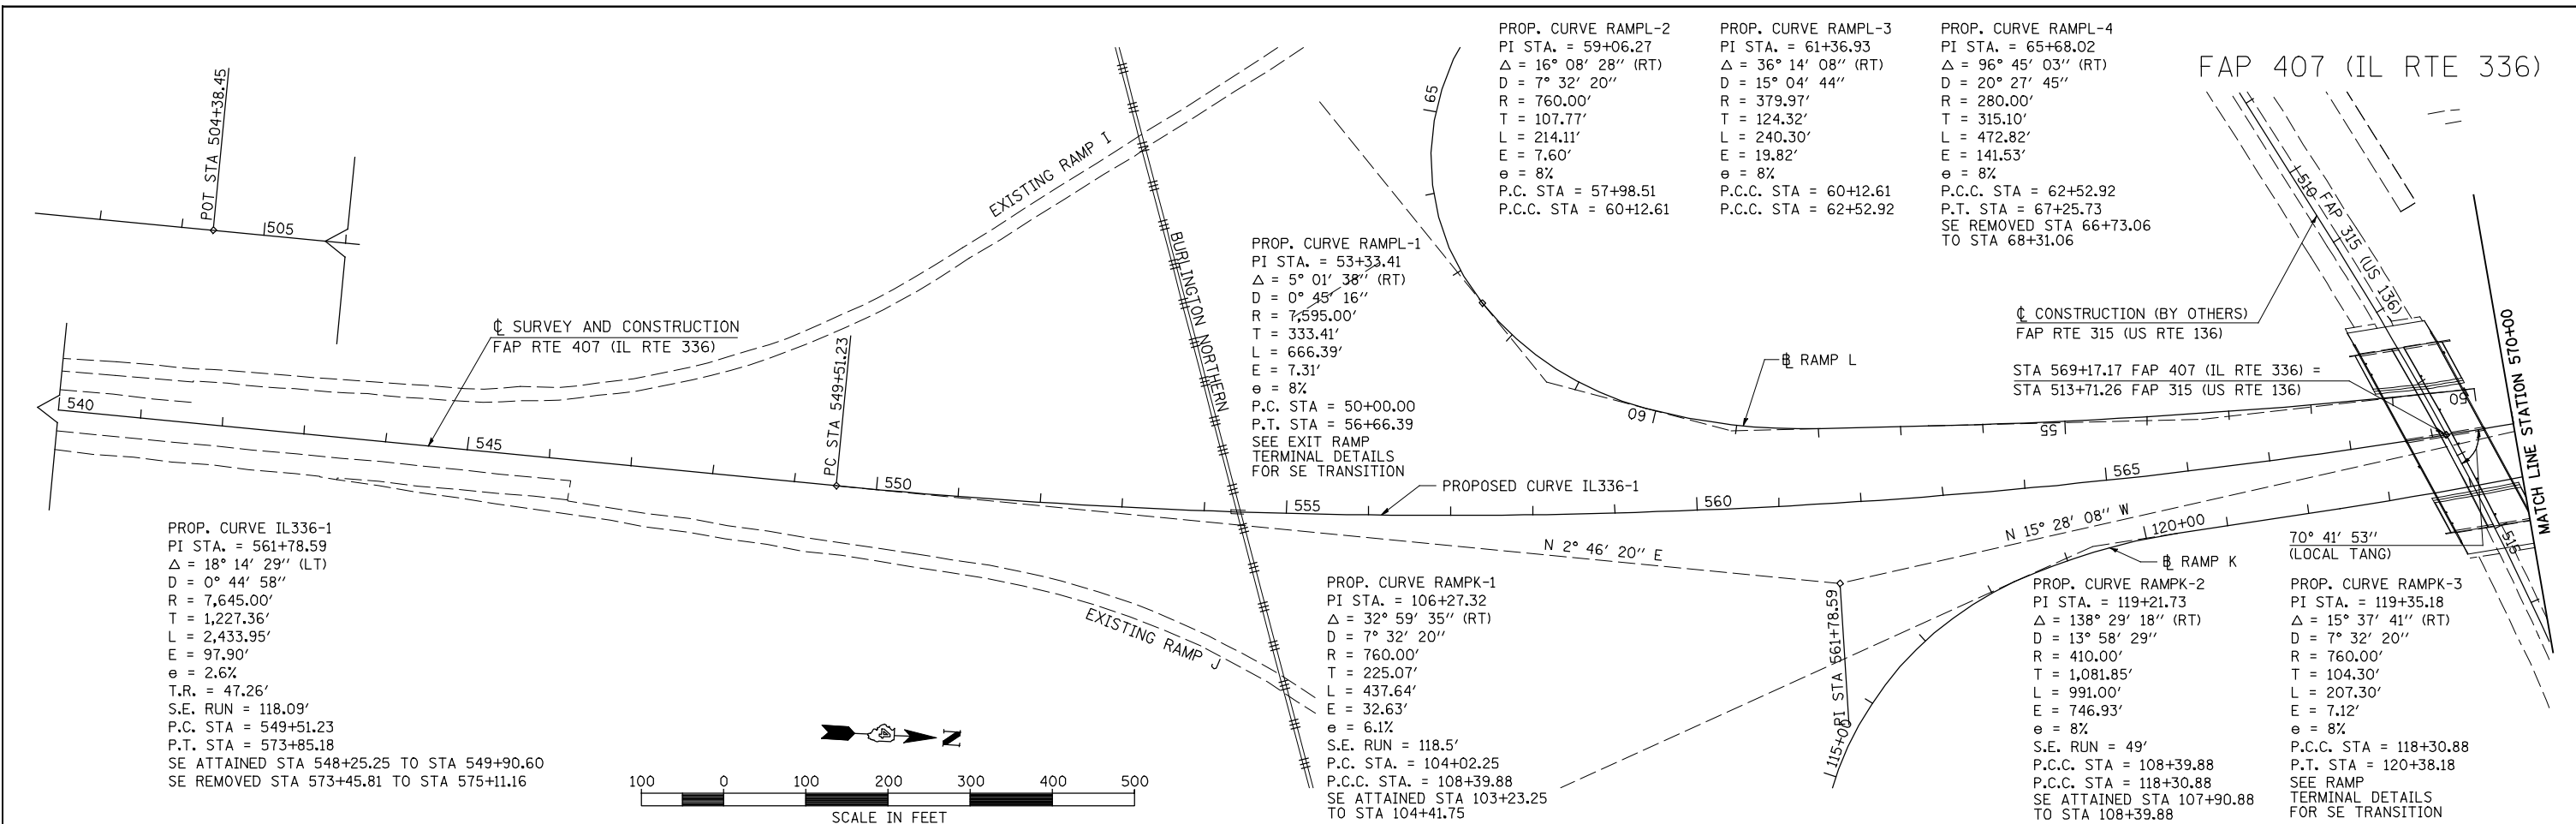 FAP 407 (IL RTE 336)
PROP. CURVE RAMPL-2
PI STA. = 59+06.27
Δ = 16° 08' 28" (RT)
D = 7° 32' 20"
R = 760.00'
T = 107.77'
L = 214.11'
E = 7.60'
e = 8%
P.C. STA = 57+98.51
P.C.C. STA = 60+12.61
PROP. CURVE RAMPL-3
PI STA. = 61+36.93
Δ = 36° 14' 08" (RT)
D = 15° 04' 44"
R = 379.97'
T = 124.32'
L = 240.30'
E = 19.82'
e = 8%
P.C.C. STA = 60+12.61
P.C.C. STA = 62+52.92
PROP. CURVE RAMPL-4
PI STA. = 65+68.02
Δ = 96° 45' 03" (RT)
D = 20° 27' 45"
R = 280.00'
T = 315.10'
L = 472.82'
E = 141.53'
e = 8%
P.C.C. STA = 62+52.92
P.T. STA = 67+25.73
SE REMOVED STA 66+73.06
TO STA 68+31.06
POT STA 504+38.45
505
EXISTING RAMP I
BURLINGTON NORTHERN
65
PROP. CURVE RAMPL-1
PI STA. = 53+33.41
Δ = 5° 01' 38" (RT)
D = 0° 45' 16"
R = 7,595.00'
T = 333.41'
L = 666.39'
E = 7.31'
e = 8%
P.C. STA = 50+00.00
P.T. STA = 56+66.39
SEE EXIT RAMP
TERMINAL DETAILS
FOR SE TRANSITION
510 FAP 315 (US 136)
℄ CONSTRUCTION (BY OTHERS)
FAP RTE 315 (US RTE 136)
STA 569+17.17 FAP 407 (IL RTE 336) =
STA 513+71.26 FAP 315 (US RTE 136)
MATCH LINE STATION 570+00
℄ SURVEY AND CONSTRUCTION
FAP RTE 407 (IL RTE 336)
PC STA 549+51.23
℄ RAMP L
60
55
50
540
545
550
555
560
565
PROPOSED CURVE IL336-1
N 2° 46' 20" E
N 15° 28' 08" W
120+00
℄ RAMP K
70° 41' 53"
(LOCAL TANG)
515
EXISTING RAMP J
PI STA 561+78.59
115+00
PROP. CURVE IL336-1
PI STA. = 561+78.59
Δ = 18° 14' 29" (LT)
D = 0° 44' 58"
R = 7,645.00'
T = 1,227.36'
L = 2,433.95'
E = 97.90'
e = 2.6%
T.R. = 47.26'
S.E. RUN = 118.09'
P.C. STA = 549+51.23
P.T. STA = 573+85.18
SE ATTAINED STA 548+25.25 TO STA 549+90.60
SE REMOVED STA 573+45.81 TO STA 575+11.16
N
100 0 100 200 300 400 500
SCALE IN FEET
PROP. CURVE RAMPK-1
PI STA. = 106+27.32
Δ = 32° 59' 35" (RT)
D = 7° 32' 20"
R = 760.00'
T = 225.07'
L = 437.64'
E = 32.63'
e = 6.1%
S.E. RUN = 118.5'
P.C. STA. = 104+02.25
P.C.C. STA. = 108+39.88
SE ATTAINED STA 103+23.25
TO STA 104+41.75
PROP. CURVE RAMPK-2
PI STA. = 119+21.73
Δ = 138° 29' 18" (RT)
D = 13° 58' 29"
R = 410.00'
T = 1,081.85'
L = 991.00'
E = 746.93'
e = 8%
S.E. RUN = 49'
P.C.C. STA = 108+39.88
P.C.C. STA = 118+30.88
SE ATTAINED STA 107+90.88
TO STA 108+39.88
PROP. CURVE RAMPK-3
PI STA. = 119+35.18
Δ = 15° 37' 41" (RT)
D = 7° 32' 20"
R = 760.00'
T = 104.30'
L = 207.30'
E = 7.12'
e = 8%
P.C.C. STA = 118+30.88
P.T. STA = 120+38.18
SEE RAMP
TERMINAL DETAILS
FOR SE TRANSITION